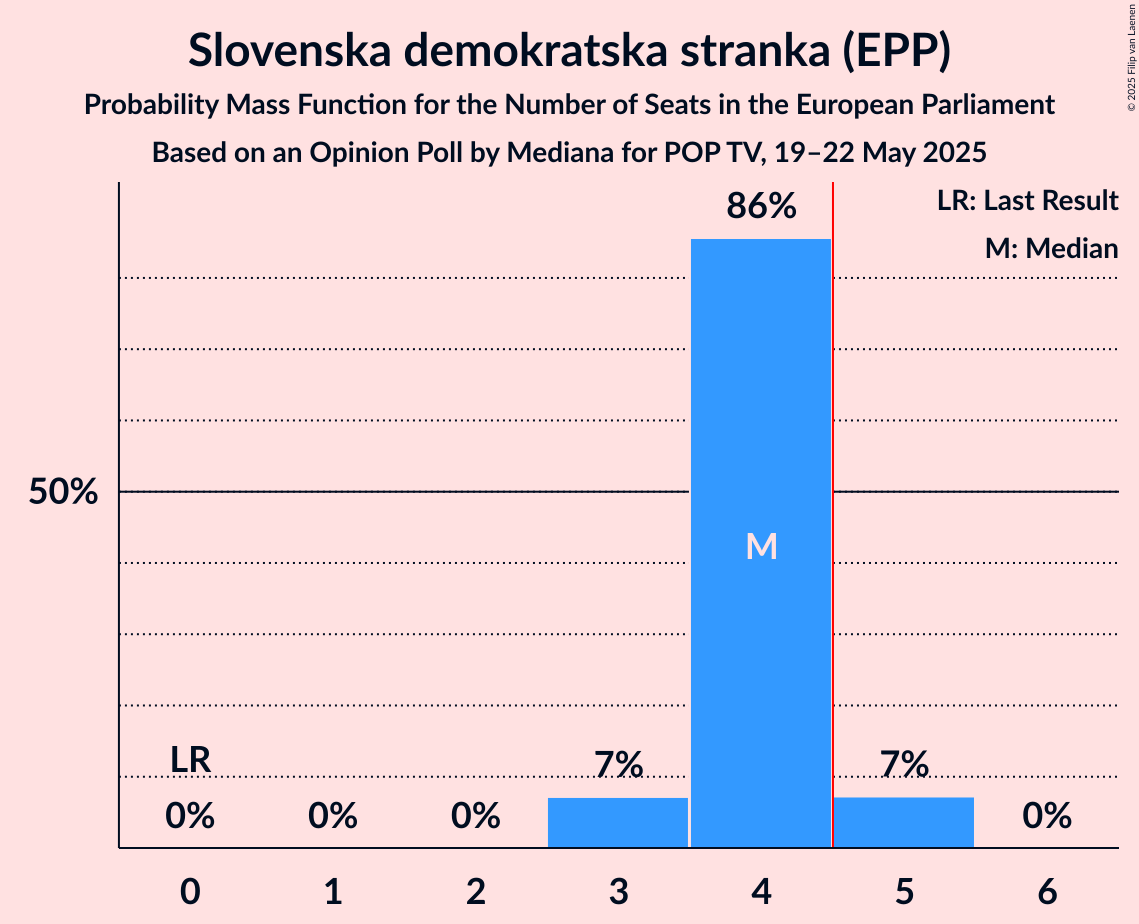 Slovenska demokratska stranka (EPP)
Probability Mass Function for the Number of Seats in the European Parliament
Based on an Opinion Poll by Mediana for POP TV, 19–22 May 2025
© 2025 Filip van Laenen
LR: Last Result
M: Median
86%
50%
M
LR
7%
7%
0%
0%
0%
0%
0
1
2
3
4
5
6